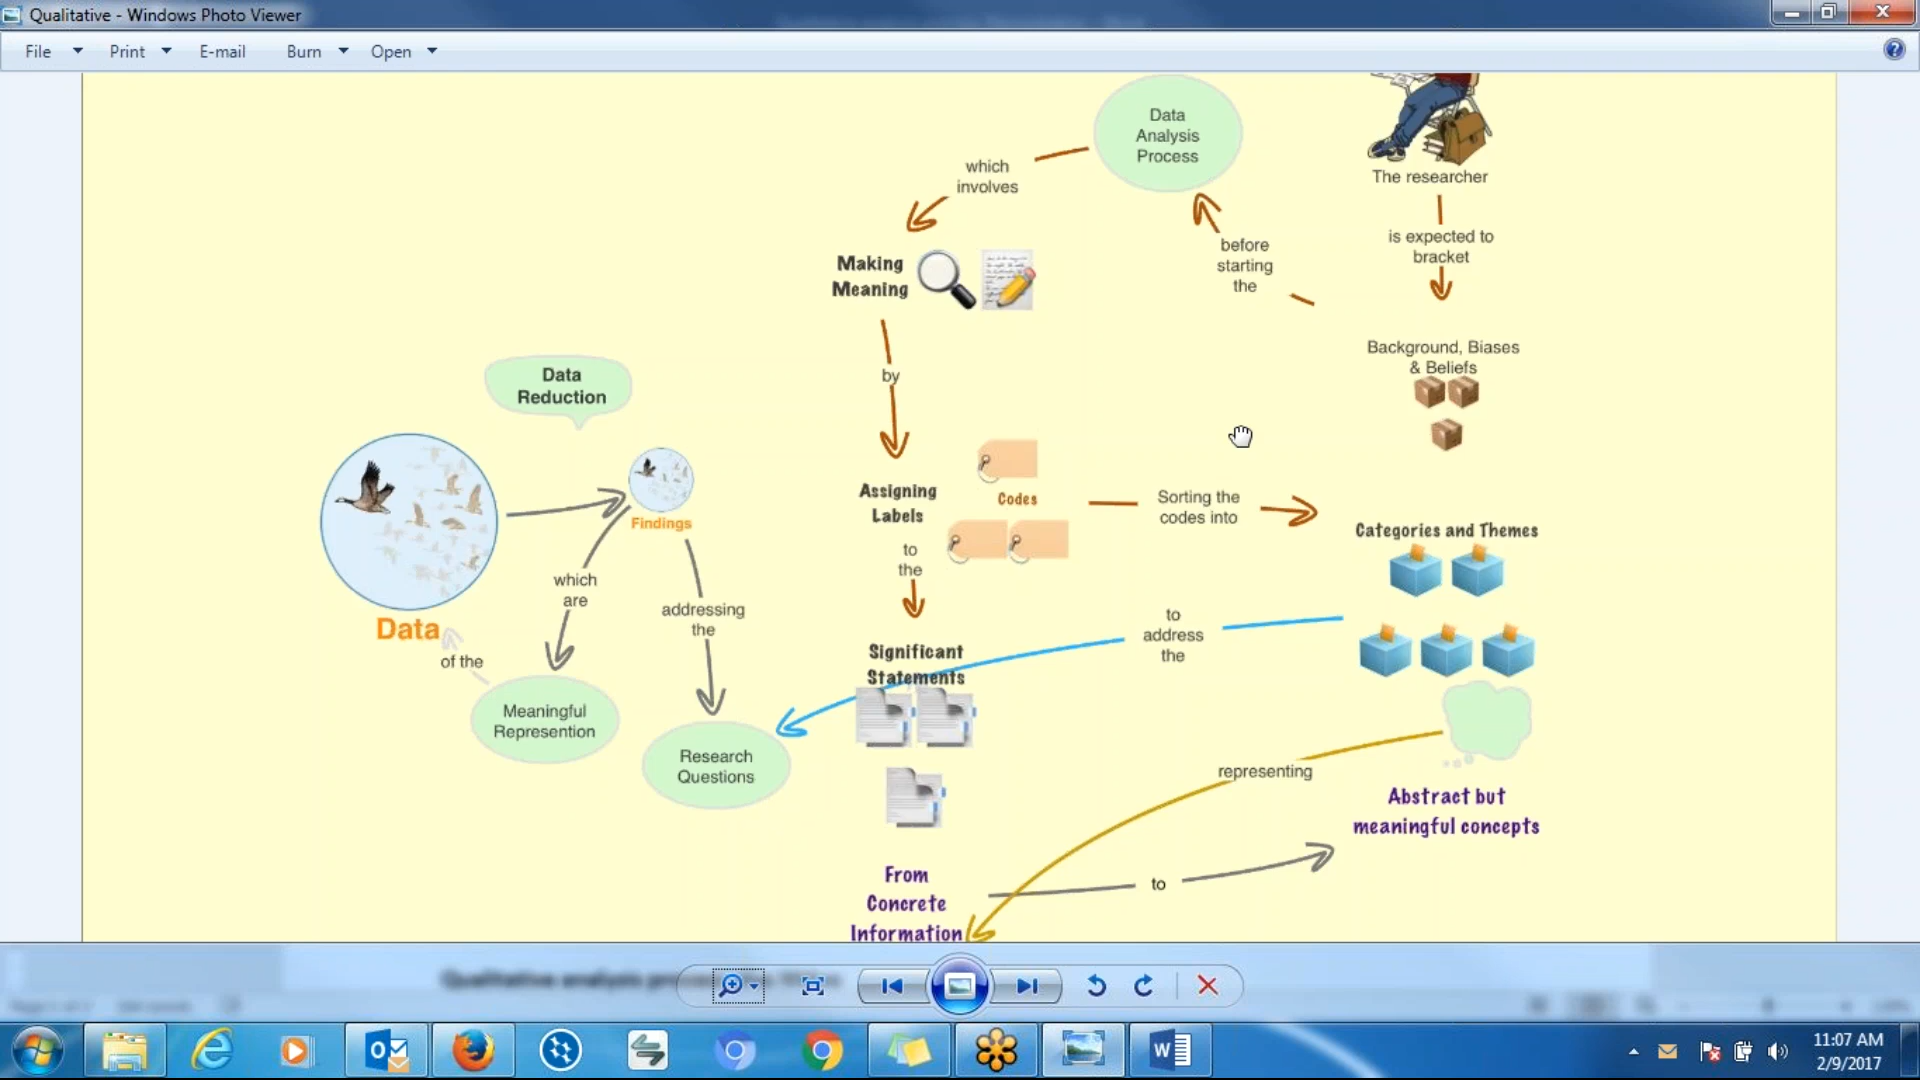 Qualitative - Windows Photo Viewer
File
Print
E-mail
Burn
Open
Data
Analysis
Process
The researcher
which
involves
is expected to
bracket
before
starting
the
Making
Meaning
Background, Biases
& Beliefs
by
Data
Reduction
Findings
Data
Assigning
Labels
Codes
Sorting the
codes into
Categories and Themes
to
the
which
are
addressing
the
of the
to
address
the
Significant
Statements
Meaningful
Represention
Research
Questions
representing
Abstract but
meaningful concepts
From
Concrete
Information
to
Qualitative analysis
11:07 AM
2/9/2017